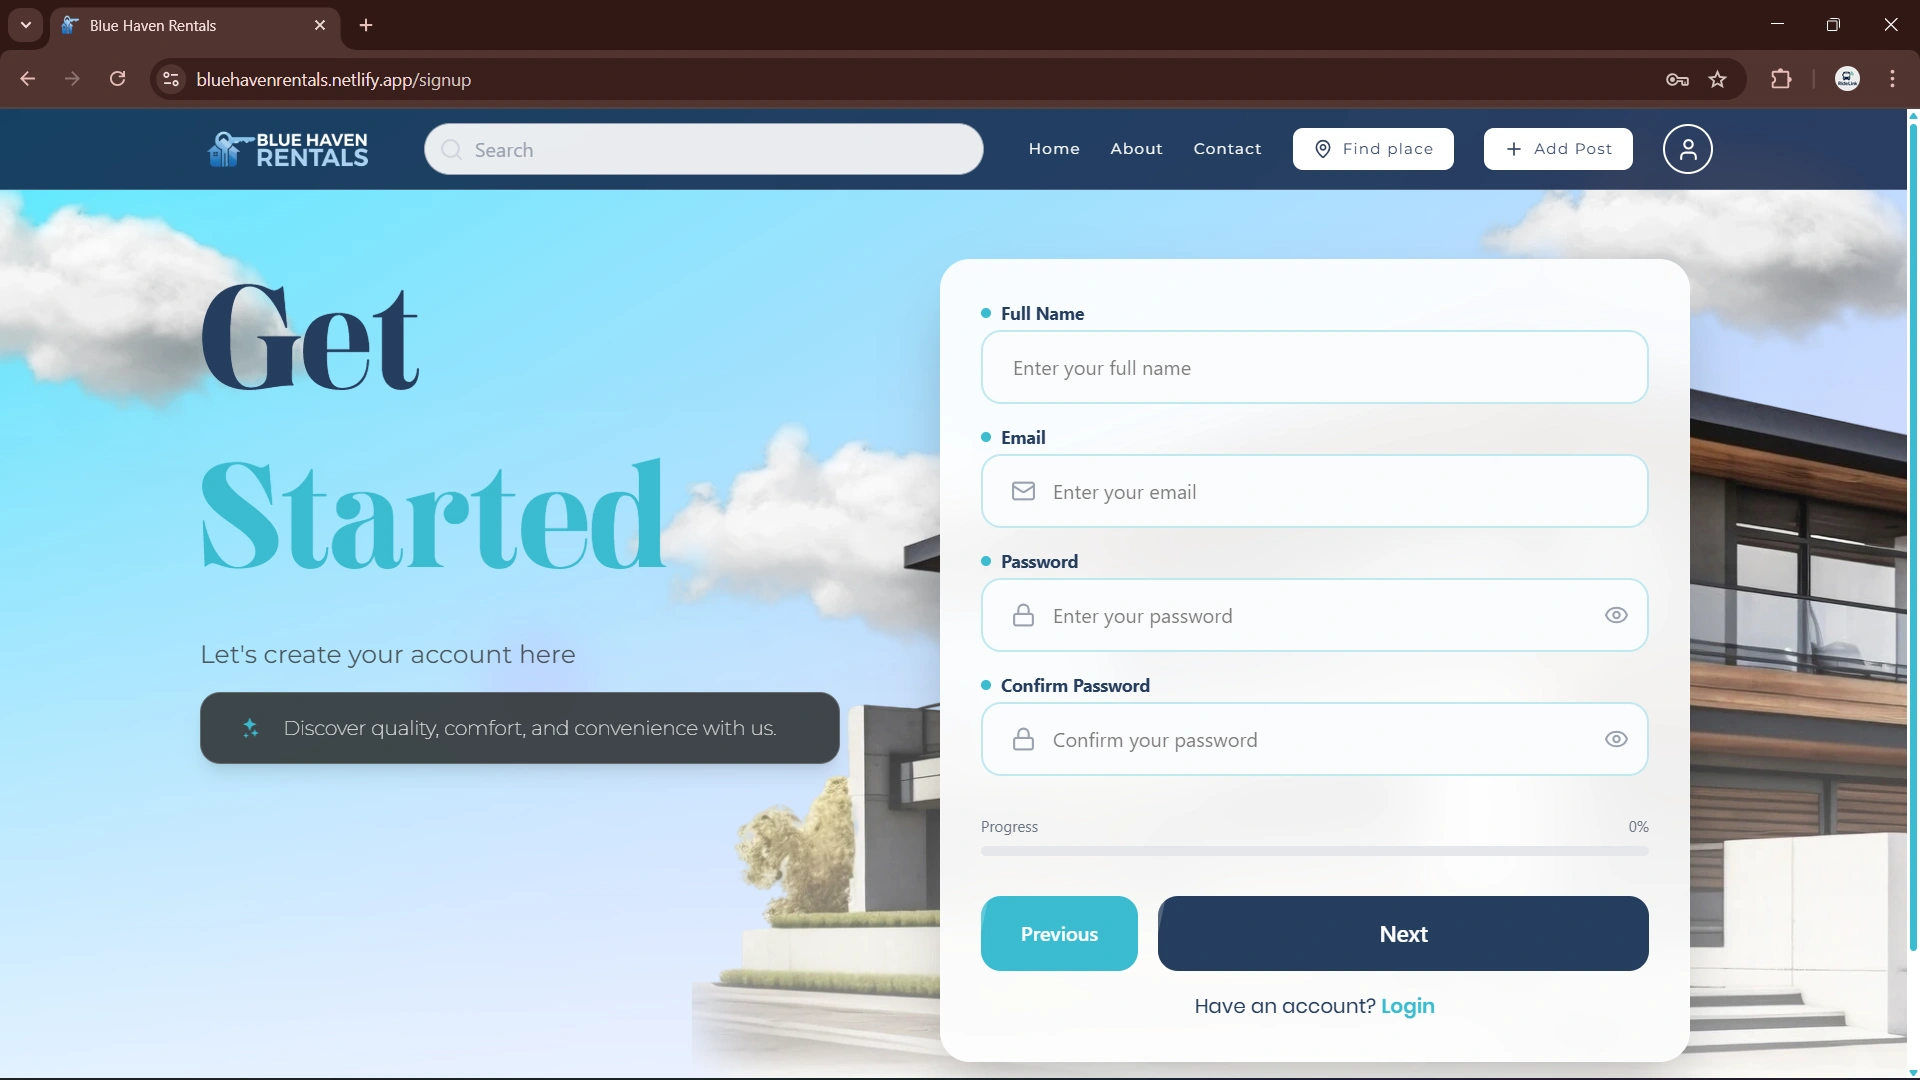 Blue Haven Rentals
bluehavenrentals.netlify.app/signup
BLUE HAVEN
RENTALS
Search
Home
About
Contact
Find place
Add Post
Get
Started
Let's create your account here
Discover quality, comfort, and convenience with us.
Full Name
Enter your full name
Email
Enter your email
Password
Enter your password
Confirm Password
Confirm your password
Progress 0%
Previous
Next
Have an account? Login